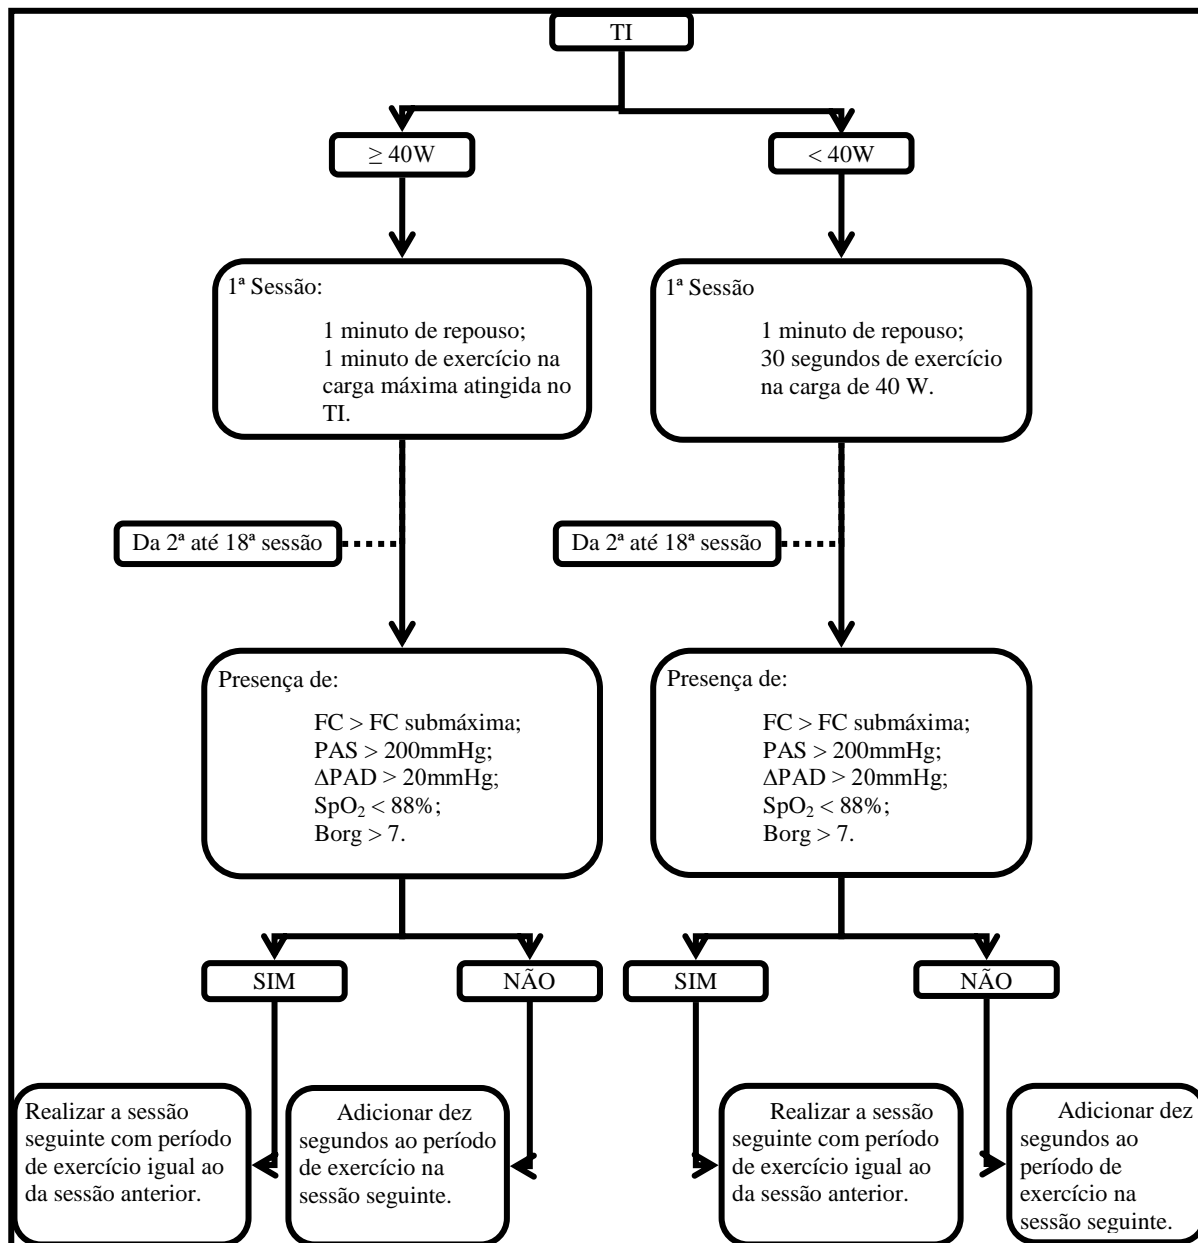 TI
≥ 40W
< 40W
1ª Sessão:
1 minuto de repouso;
1 minuto de exercício na
carga máxima atingida no
TI.
1ª Sessão
1 minuto de repouso;
30 segundos de exercício
na carga de 40 W.
Da 2ª até 18ª sessão
Da 2ª até 18ª sessão
Presença de:
FC > FC submáxima;
PAS > 200mmHg;
ΔPAD > 20mmHg;
SpO₂ < 88%;
Borg > 7.
Presença de:
FC > FC submáxima;
PAS > 200mmHg;
ΔPAD > 20mmHg;
SpO₂ < 88%;
Borg > 7.
SIM
NÃO
SIM
NÃO
Realizar a sessão
seguinte com período
de exercício igual ao
da sessão anterior.
Adicionar dez
segundos ao período
de exercício na
sessão seguinte.
Realizar a sessão
seguinte com período
de exercício igual ao
da sessão anterior.
Adicionar dez
segundos ao
período de
exercício na
sessão seguinte.